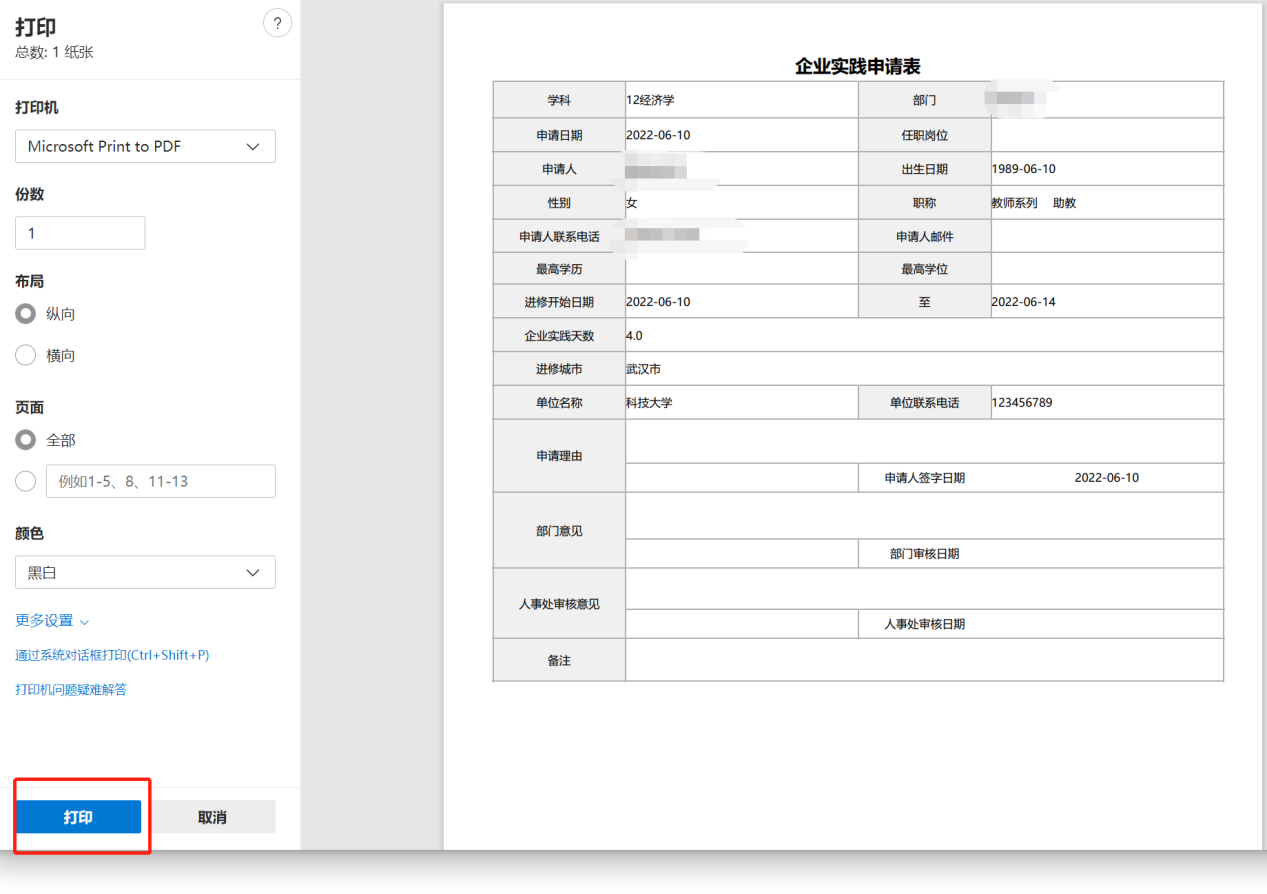 打印
?
总数: 1 纸张
打印机
Microsoft Print to PDF
份数
1
布局
纵向
横向
页面
全部
例如1-5、8、11-13
颜色
黑白
更多设置
通过系统对话框打印(Ctrl+Shift+P)
打印机问题疑难解答
打印 取消
企业实践申请表
学科 12经济学 部门
申请日期 2022-06-10 任职岗位
申请人 出生日期 1989-06-10
性别 女 职称 教师系列 助教
申请人联系电话 申请人邮件
最高学历 最高学位
进修开始日期 2022-06-10 至 2022-06-14
企业实践天数 4.0
进修城市 武汉市
单位名称 科技大学 单位联系电话 123456789
申请理由
申请人签字日期 2022-06-10
部门意见
部门审核日期
人事处审核意见
人事处审核日期
备注